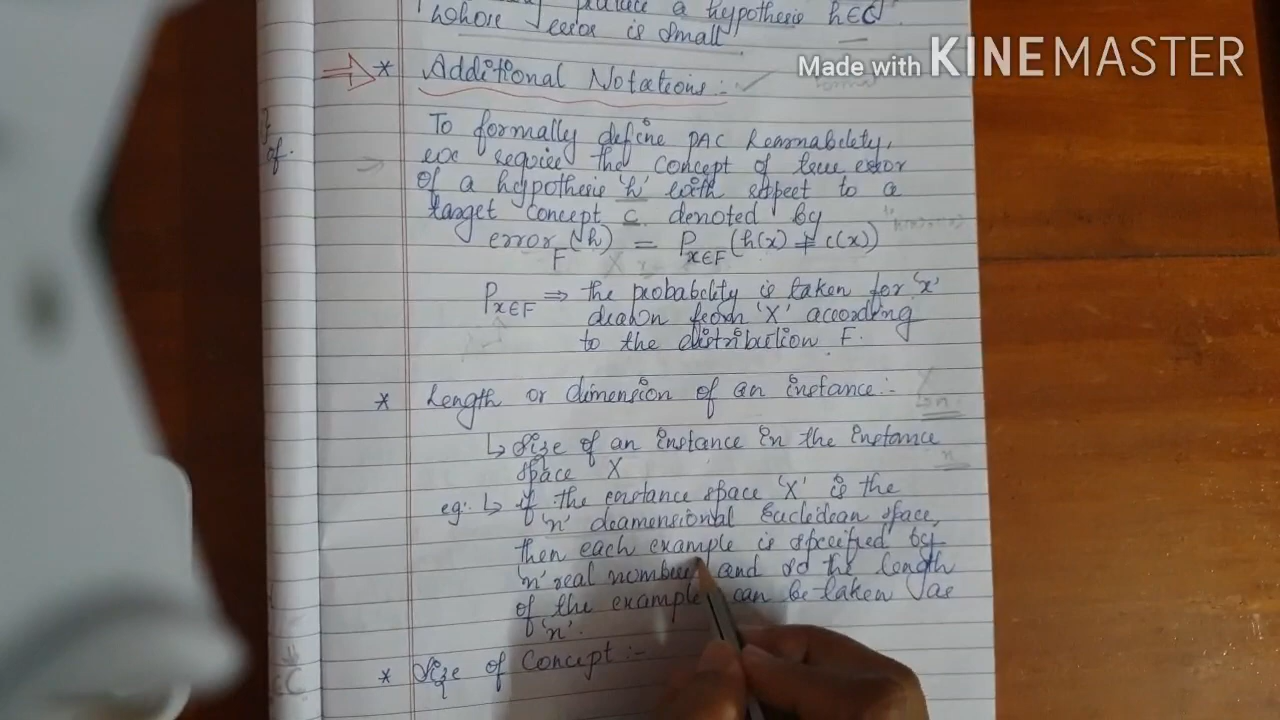 produce a hypothesis h∈C
whose error is small.
Made with KINEMASTER
* Additional Notations :-
of
To formally define PAC Learnability,
we require the concept of true error
of a hypothesis 'h' with respect to a
target concept c denoted by
error_F (h) = P_x∈F (h(x) ≠ c(x))
P_x∈F ⇒ the probability is taken for 'x'
drawn from 'X' according
to the distribution F.
* Length or dimension of an instance :-
↳ Size of an instance in the instance
space X
eg: ↳ if the instance space 'X' is the
'n' deamensional Euclidean space,
then each example is specified by
'n' real number and so the length
of the example can be taken as
'n'.
* Size of Concept :-